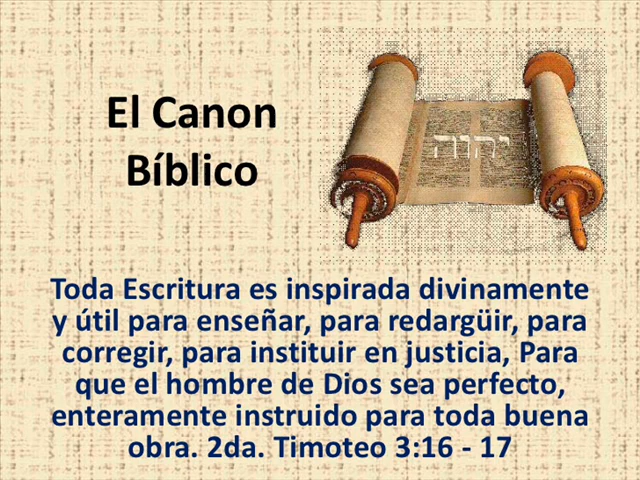 El Canon
Bíblico
יהוה
Toda Escritura es inspirada divinamente
y útil para enseñar, para redargüir, para
corregir, para instituir en justicia, Para
que el hombre de Dios sea perfecto,
enteramente instruido para toda buena
obra. 2da. Timoteo 3:16 - 17